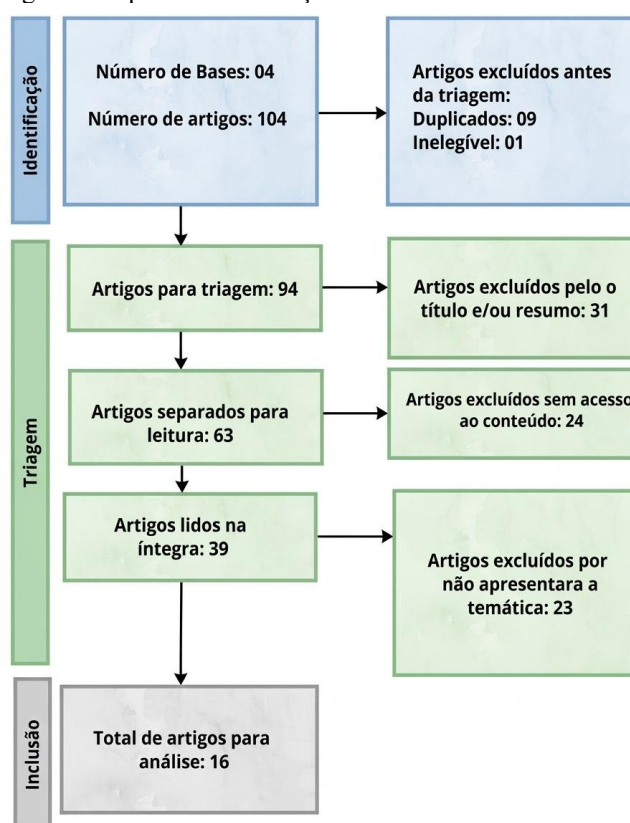 Identificação
Número de Bases: 04
Número de artigos: 104
Artigos excluídos antes
da triagem:
Duplicados: 09
Inelegível: 01
Triagem
Artigos para triagem: 94
Artigos excluídos pelo o
título e/ou resumo: 31
Artigos separados para
leitura: 63
Artigos excluídos sem acesso
ao conteúdo: 24
Artigos lidos na
íntegra: 39
Artigos excluídos por
não apresentara a
temática: 23
Inclusão
Total de artigos para
análise: 16